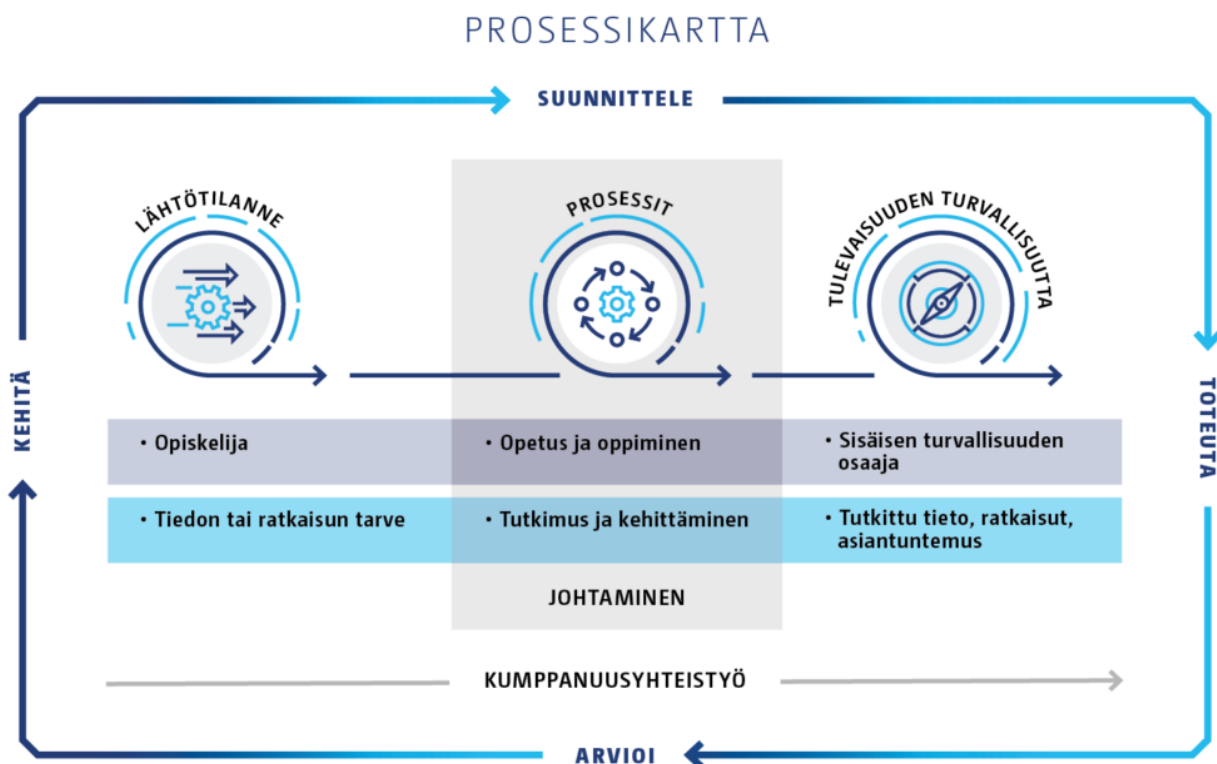 PROSESSIKARTTA
SUUNNITTELE
LÄHTÖTILANNE
PROSESSIT
TULEVAISUUDEN TURVALLISUUTTA
KEHITÄ
TOTEUTA
• Opiskelija
• Opetus ja oppiminen
• Sisäisen turvallisuuden
osaaja
• Tiedon tai ratkaisun tarve
• Tutkimus ja kehittäminen
• Tutkittu tieto, ratkaisut,
asiantuntemus
JOHTAMINEN
KUMPPANUUSYHTEISTYÖ
ARVIOI